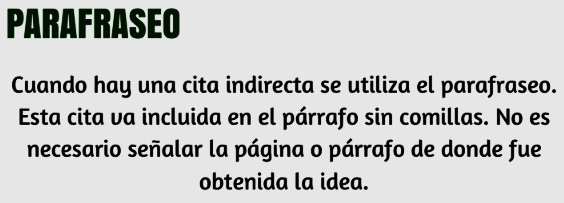 PARAFRASEO
Cuando hay una cita indirecta se utiliza el parafraseo.
Esta cita va incluida en el párrafo sin comillas. No es
necesario señalar la página o párrafo de donde fue
obtenida la idea.